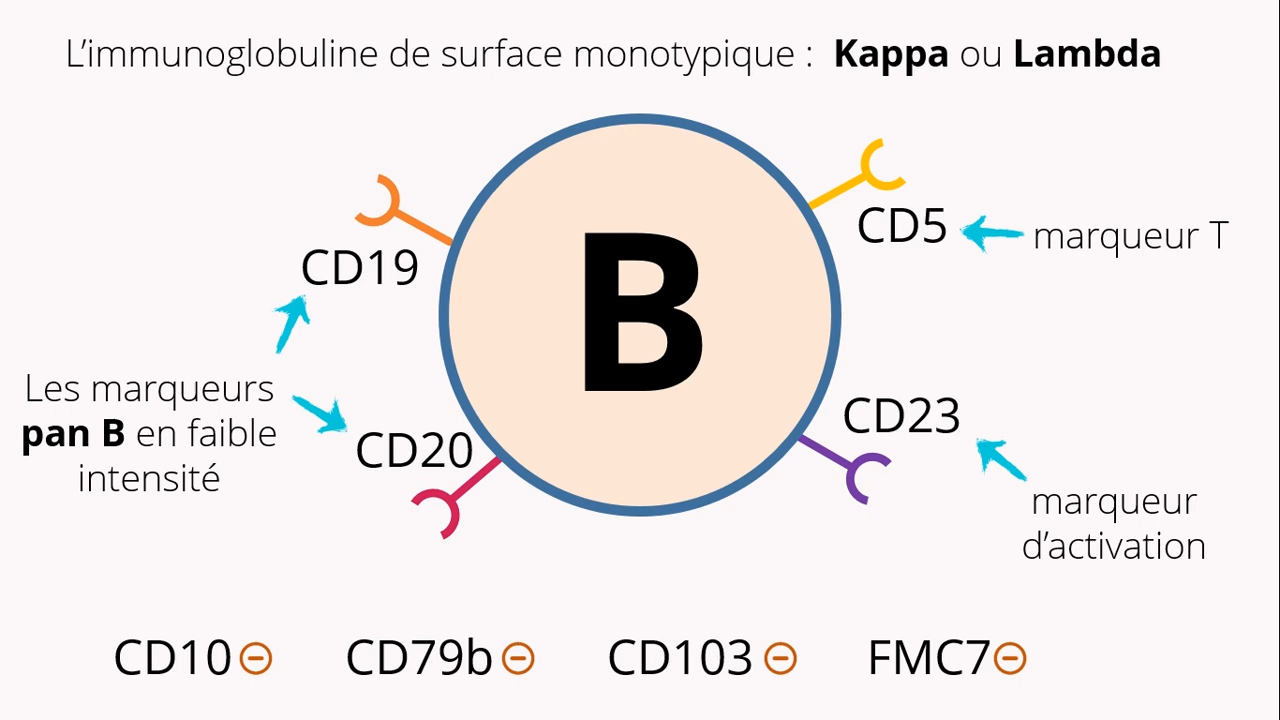 L'immunoglobuline de surface monotypique : Kappa ou Lambda
B
CD19
CD5
marqueur T
Les marqueurs
pan B en faible
intensité
CD20
CD23
marqueur
d'activation
CD10 ⊖ CD79b ⊖ CD103 ⊖ FMC7 ⊖